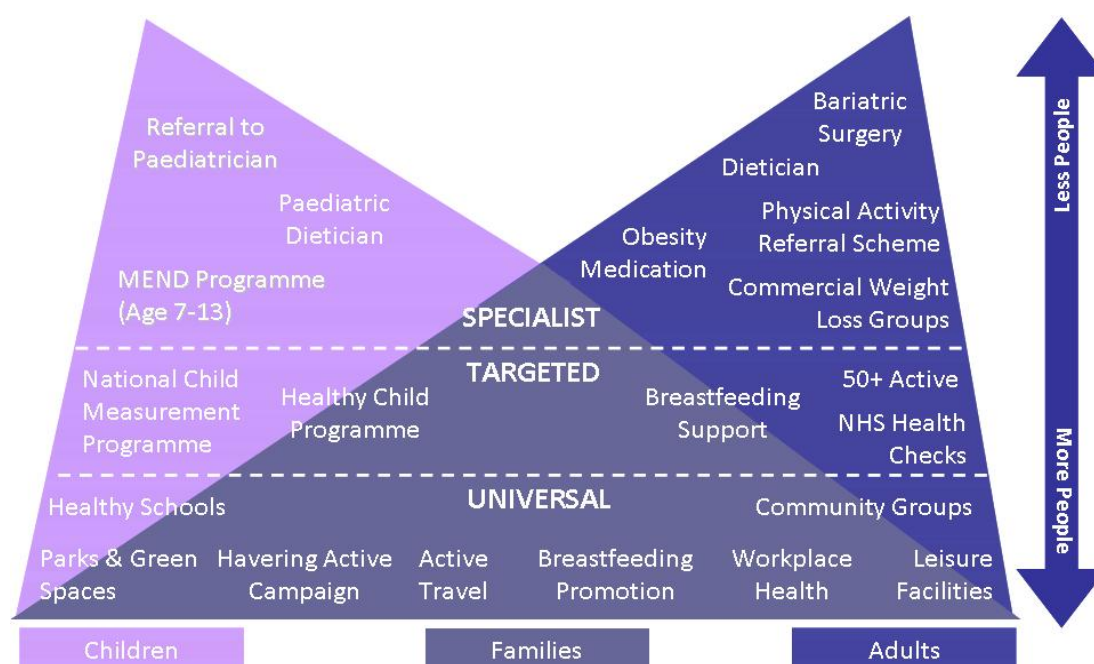 Referral to
Paediatrician
Paediatric
Dietician
MEND Programme
(Age 7-13)
Bariatric
Surgery
Dietician
Physical Activity
Referral Scheme
Obesity
Medication
Commercial Weight
Loss Groups
SPECIALIST
TARGETED
National Child
Measurement
Programme
Healthy Child
Programme
Breastfeeding
Support
50+ Active
NHS Health
Checks
UNIVERSAL
Healthy Schools
Community Groups
Parks & Green
Spaces
Havering Active
Campaign
Active
Travel
Breastfeeding
Promotion
Workplace
Health
Leisure
Facilities
Children
Families
Adults
Less People
More People